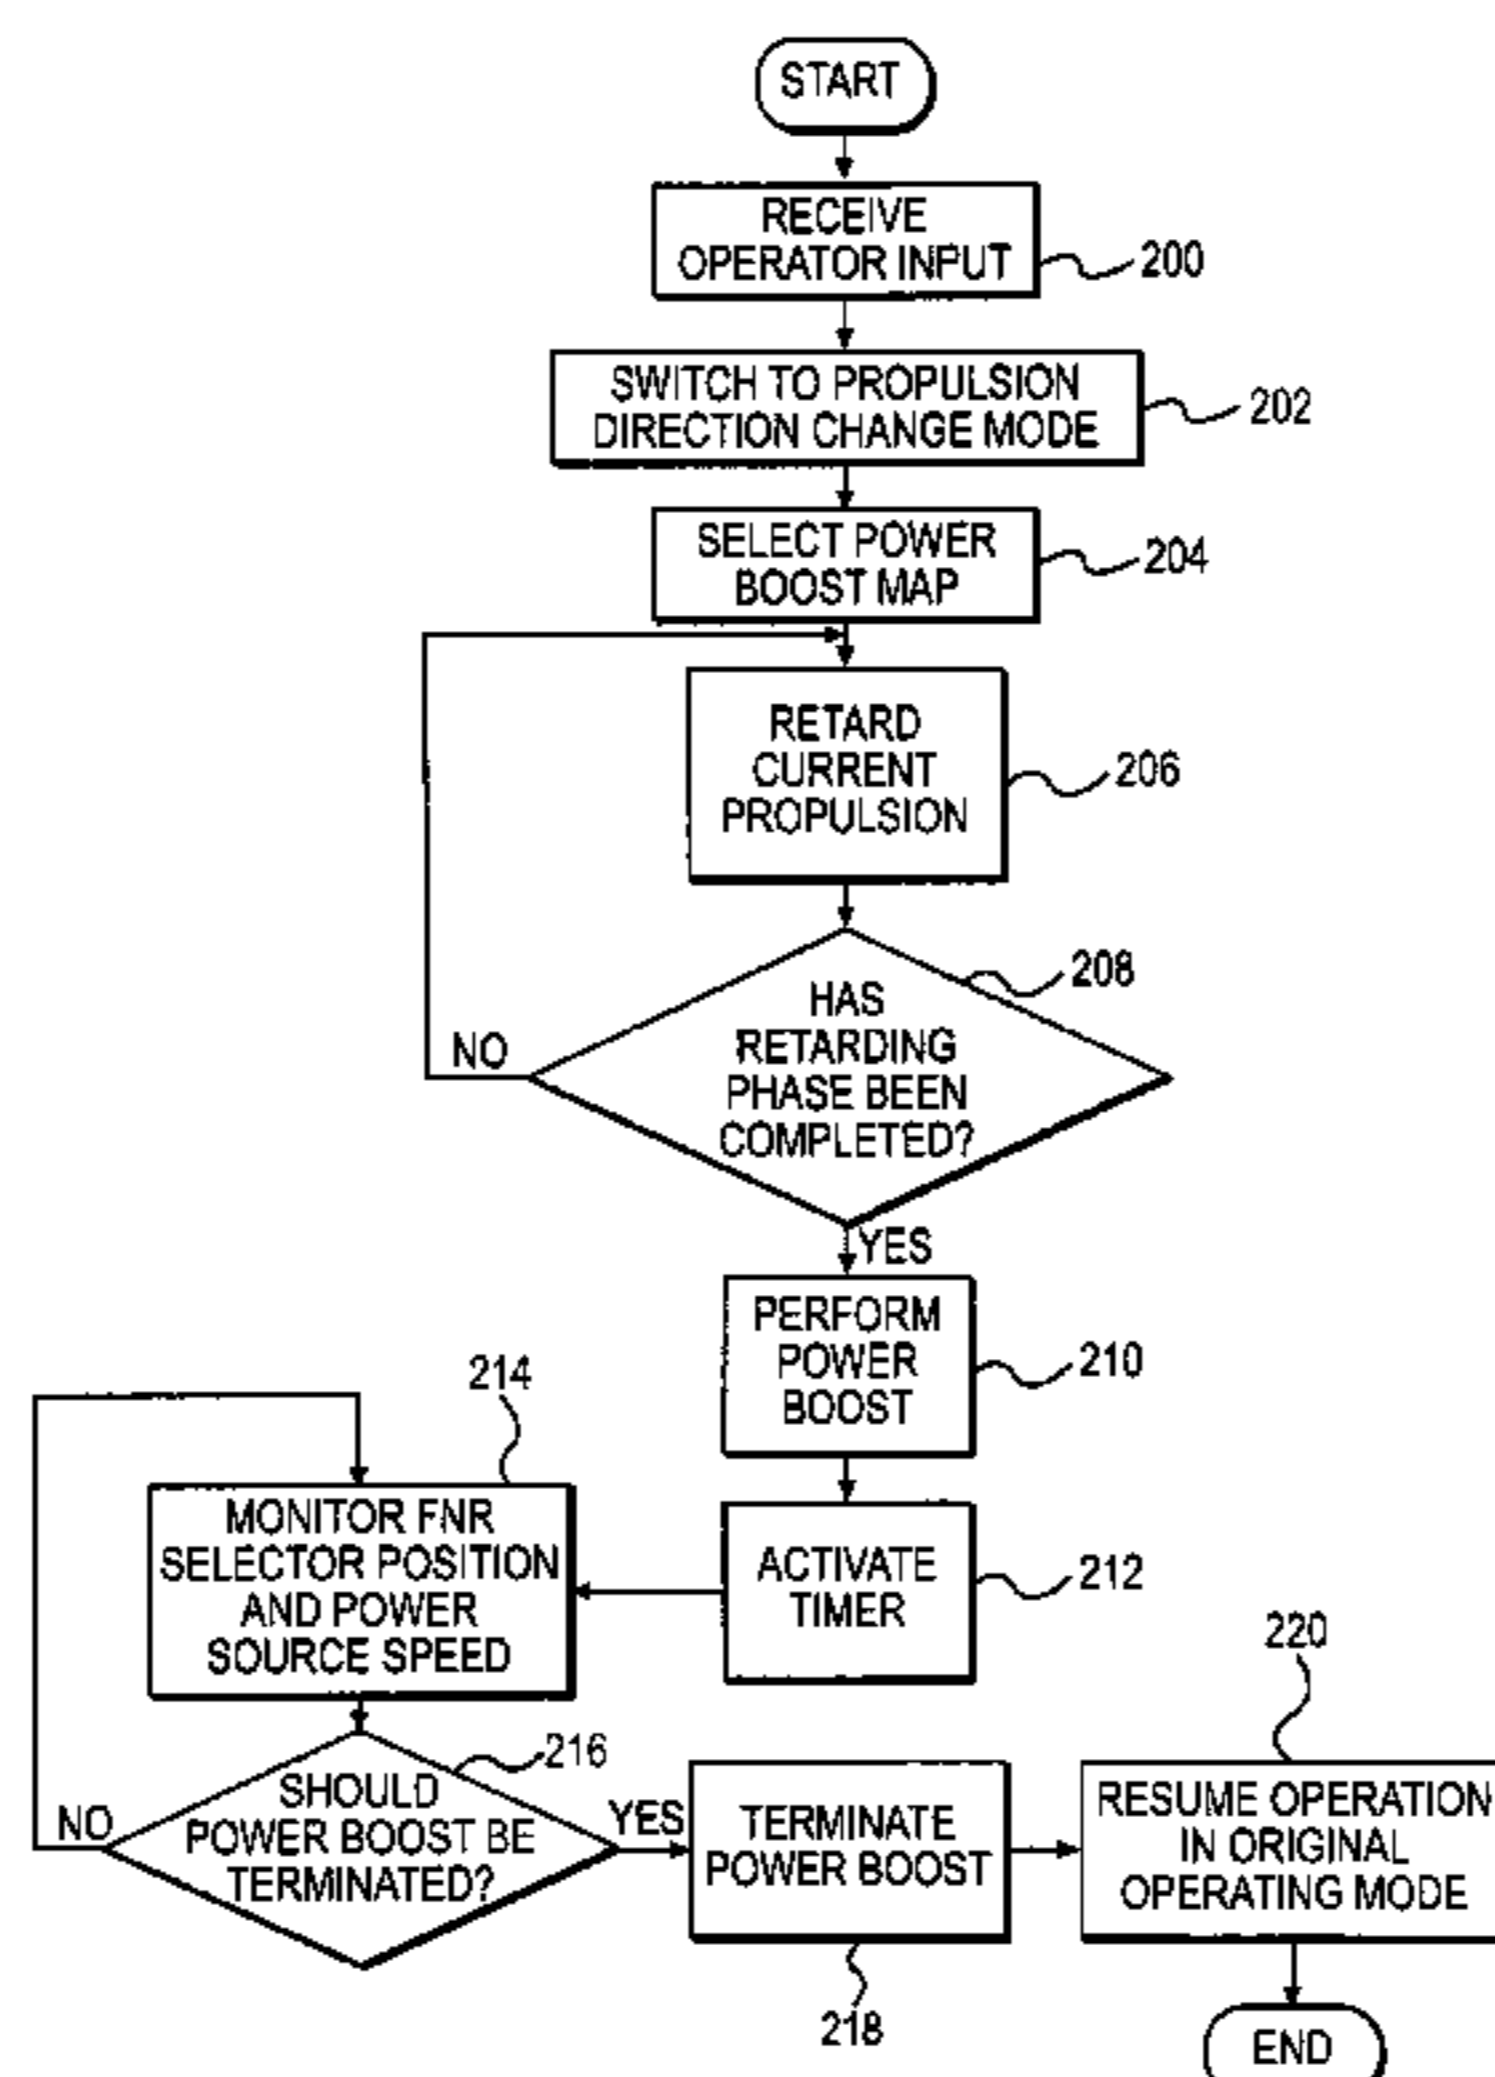 START
RECEIVE
OPERATOR INPUT
200
SWITCH TO PROPULSION
DIRECTION CHANGE MODE
202
SELECT POWER
BOOST MAP
204
RETARD
CURRENT
PROPULSION
206
208
HAS
RETARDING
PHASE BEEN
COMPLETED?
NO
YES
PERFORM
POWER
BOOST
210
ACTIVATE
TIMER
212
214
MONITOR FNR
SELECTOR POSITION
AND POWER
SOURCE SPEED
216
SHOULD
POWER BOOST BE
TERMINATED?
NO
YES
TERMINATE
POWER BOOST
218
220
RESUME OPERATION
IN ORIGINAL
OPERATING MODE
END